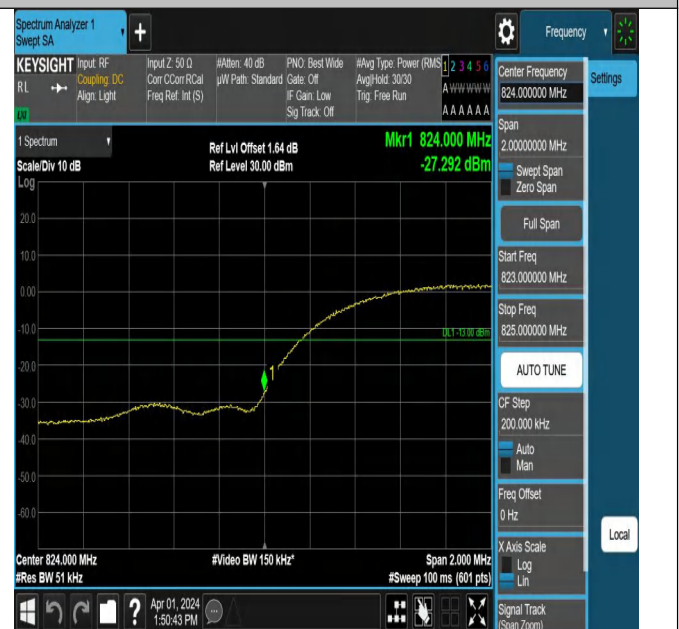 Spectrum Analyzer 1
Swept SA
+
Frequency
KEYSIGHT
RL
Input: RF
Coupling: DC
Align: Light
Input Z: 50 Ω
Corr CCorr RCal
Freq Ref: Int (S)
#Atten: 40 dB
µW Path: Standard
PNO: Best Wide
Gate: Off
IF Gain: Low
Sig Track: Off
#Avg Type: Power (RMS
Avg|Hold: 30/30
Trig: Free Run
1 2 3 4 5 6
A W W W W W
A A A A A A
1 Spectrum
Scale/Div 10 dB
Ref Lvl Offset 1.64 dB
Ref Level 30.00 dBm
Mkr1 824.000 MHz
-27.292 dBm
Log
20.0
10.0
0.00
-10.0
-20.0
-30.0
-40.0
-50.0
-60.0
DL1 -13.00 dBm
1
Center 824.000 MHz
#Res BW 51 kHz
#Video BW 150 kHz*
Span 2.000 MHz
#Sweep 100 ms (601 pts)
?
Apr 01, 2024
1:50:43 PM
Center Frequency
824.000000 MHz
Settings
Span
2.00000000 MHz
Swept Span
Zero Span
Full Span
Start Freq
823.000000 MHz
Stop Freq
825.000000 MHz
AUTO TUNE
CF Step
200.000 kHz
Auto
Man
Freq Offset
0 Hz
X Axis Scale
Log
Lin
Local
Signal Track
(Span Zoom)